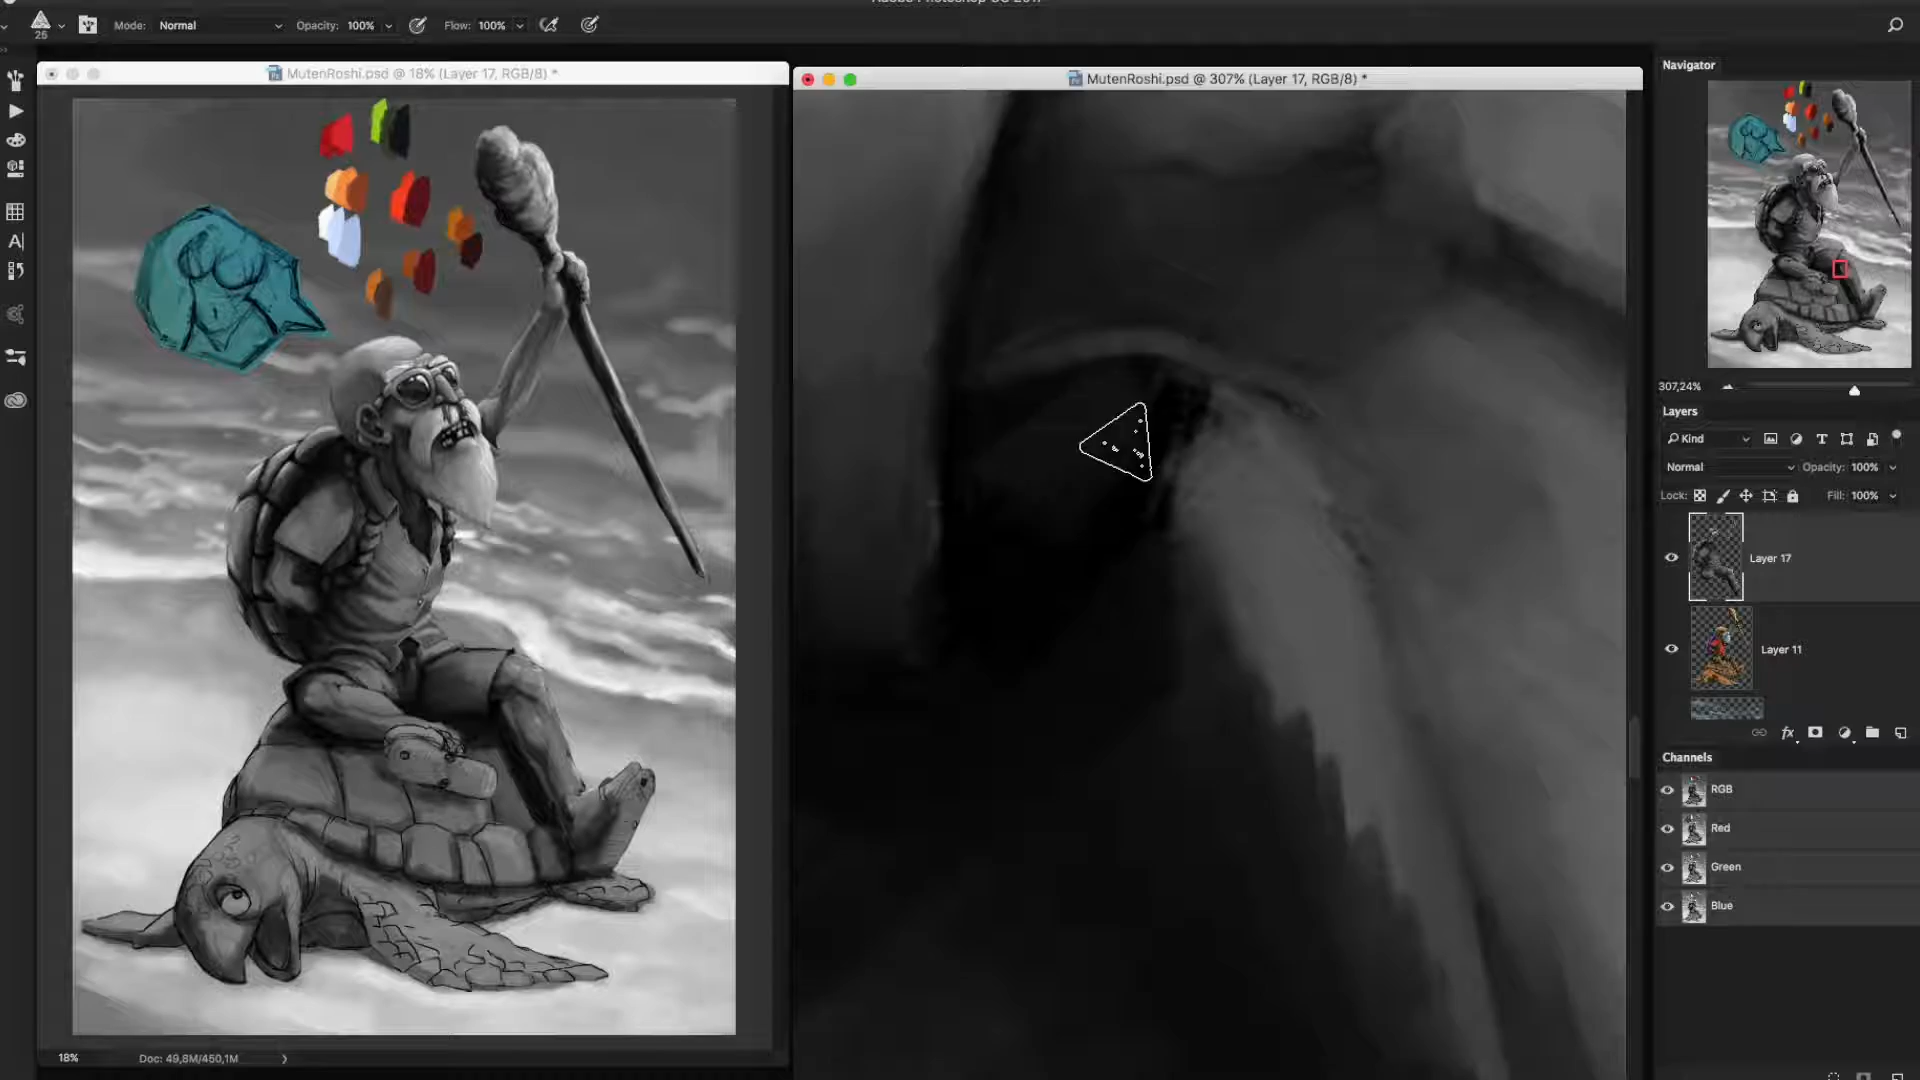 25
Mode: Normal
Opacity: 100%
Flow: 100%
MutenRoshi.psd @ 18% (Layer 17, RGB/8) *
MutenRoshi.psd @ 307% (Layer 17, RGB/8) *
18%
Doc: 49,8M/450,1M
Navigator
307,24%
Layers
Kind
Normal
Opacity: 100%
Lock:
Fill: 100%
Layer 17
Layer 11
fx
Channels
RGB
Red
Green
Blue